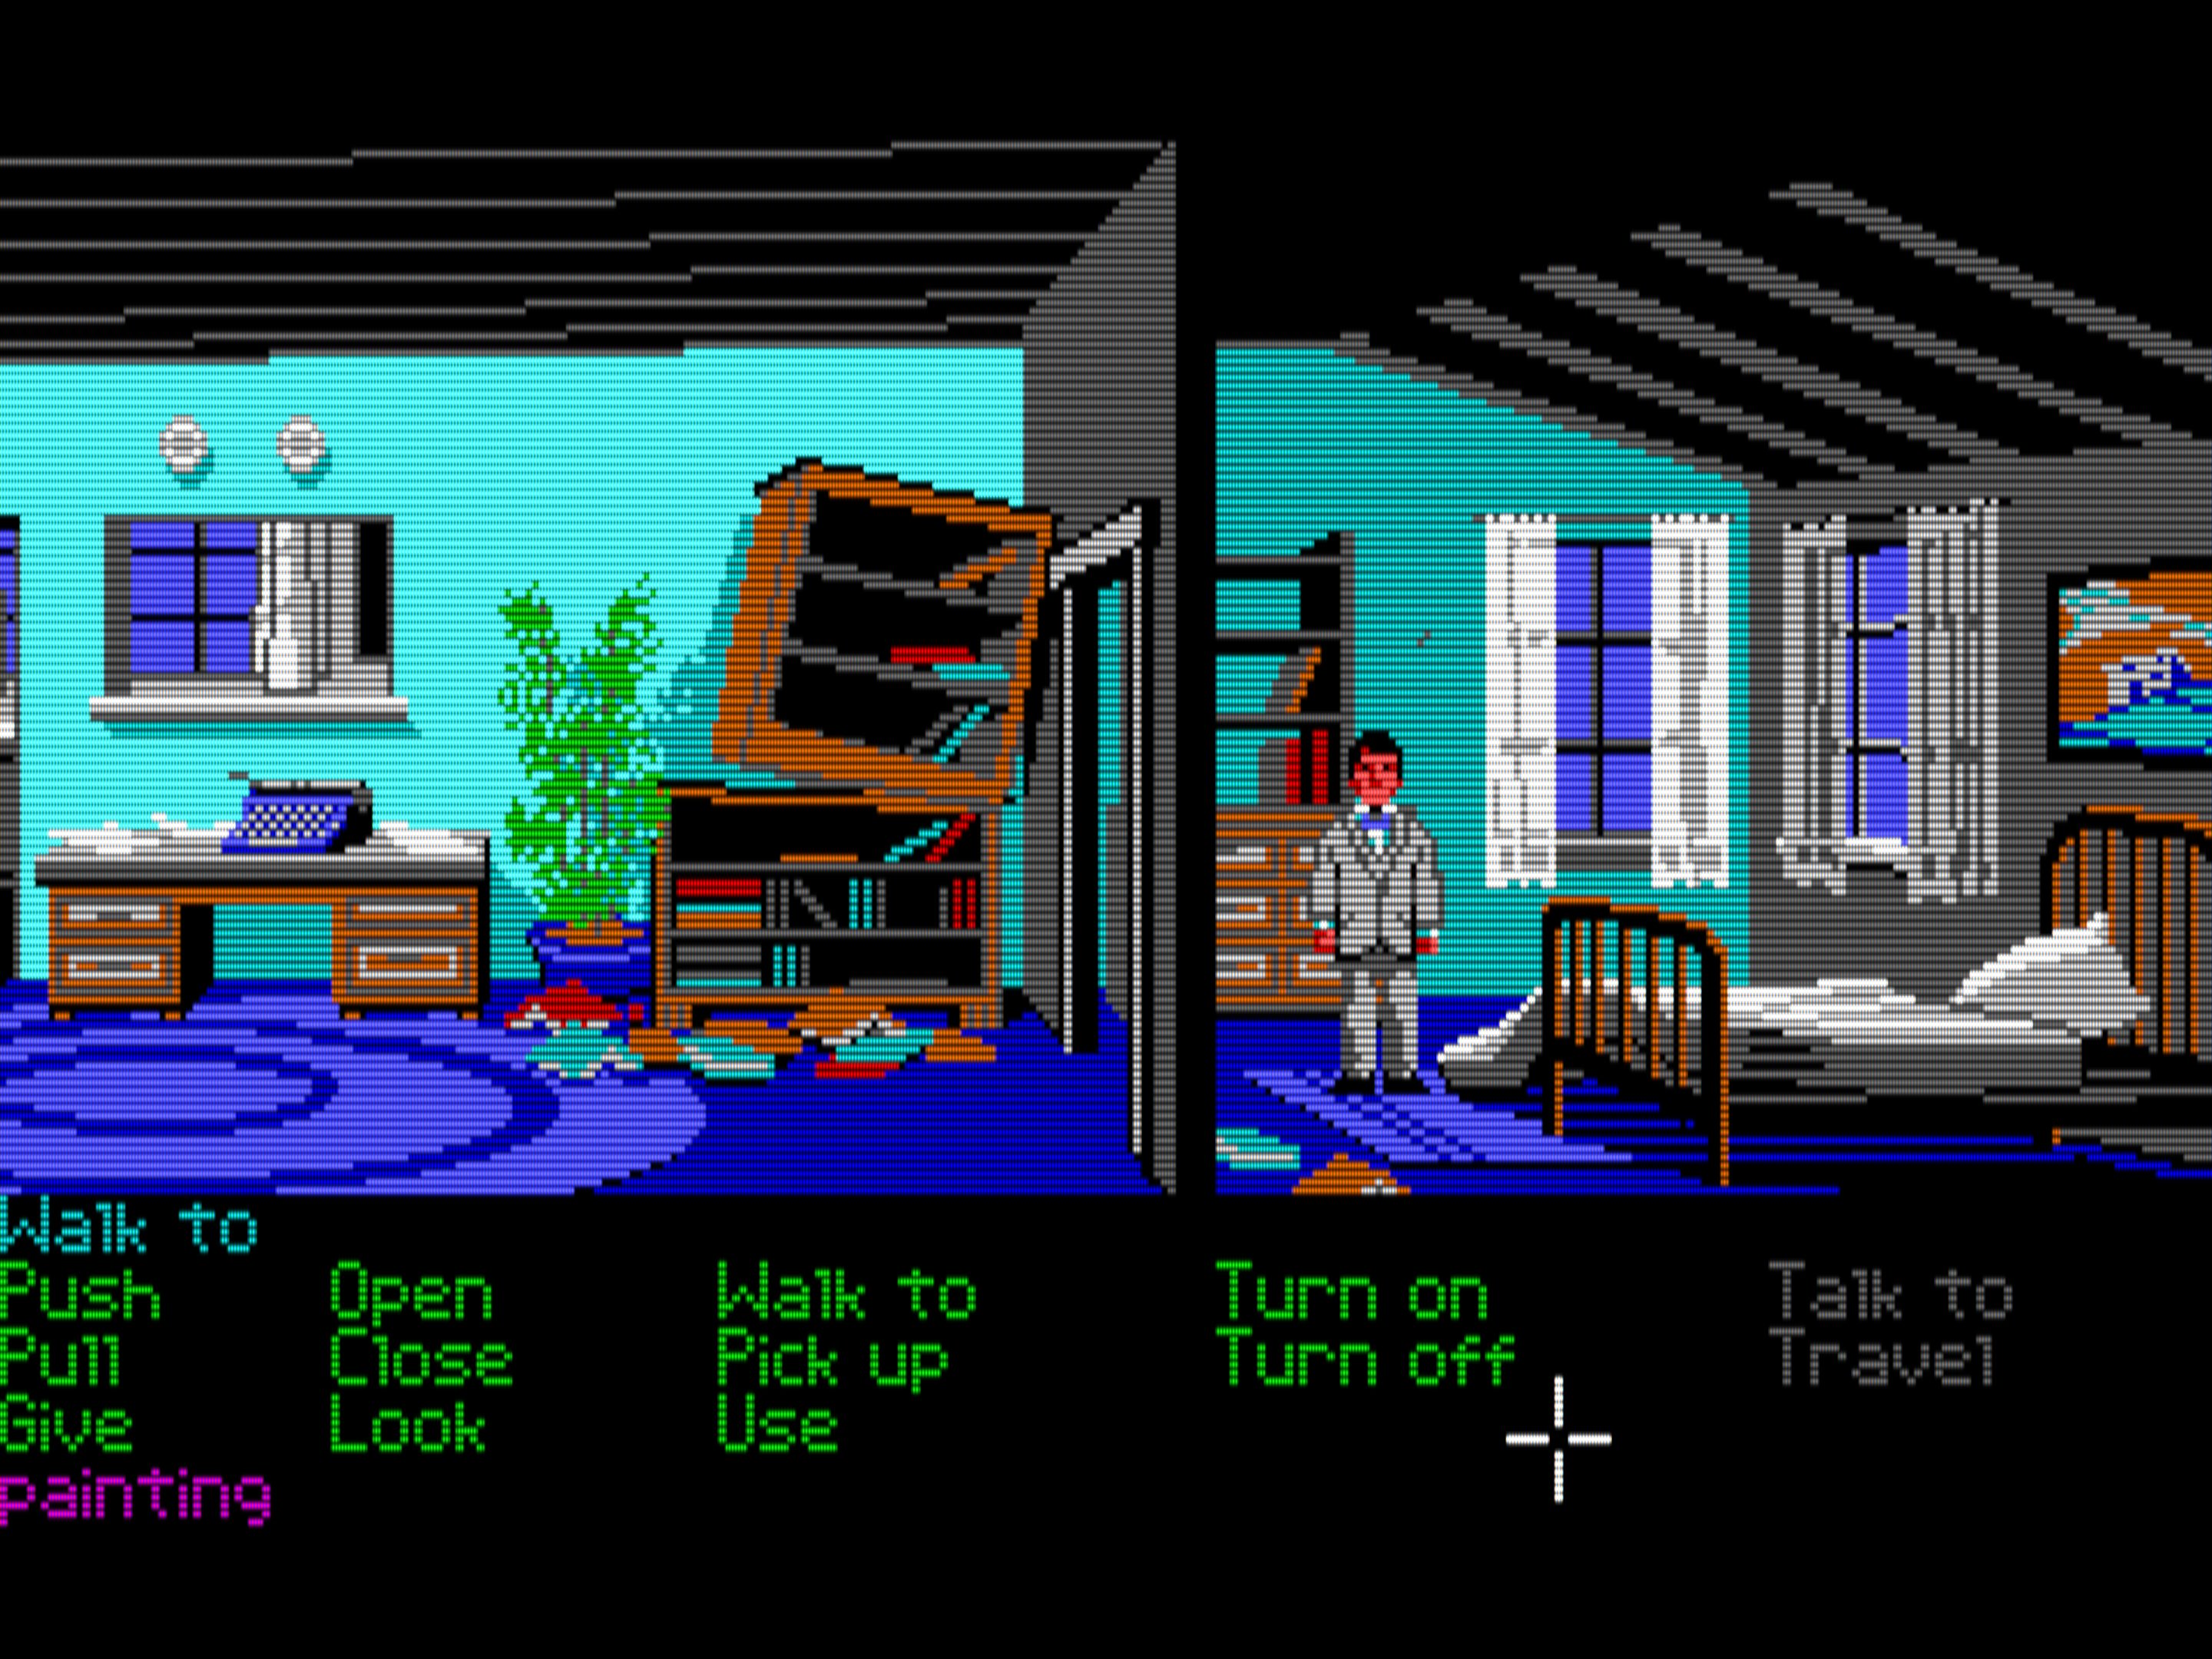 Walk to
Push Open Walk to Turn on Talk to
Pull Close Pick up Turn off Travel
Give Look Use
painting